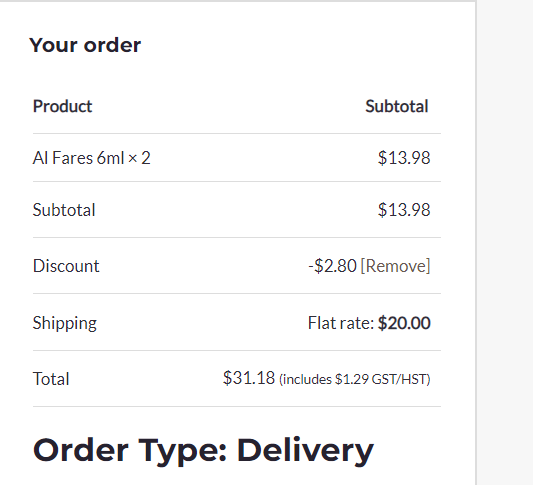 Your order
Product Subtotal
Al Fares 6ml × 2 $13.98
Subtotal $13.98
Discount -$2.80 [Remove]
Shipping Flat rate: $20.00
Total $31.18 (includes $1.29 GST/HST)
Order Type: Delivery